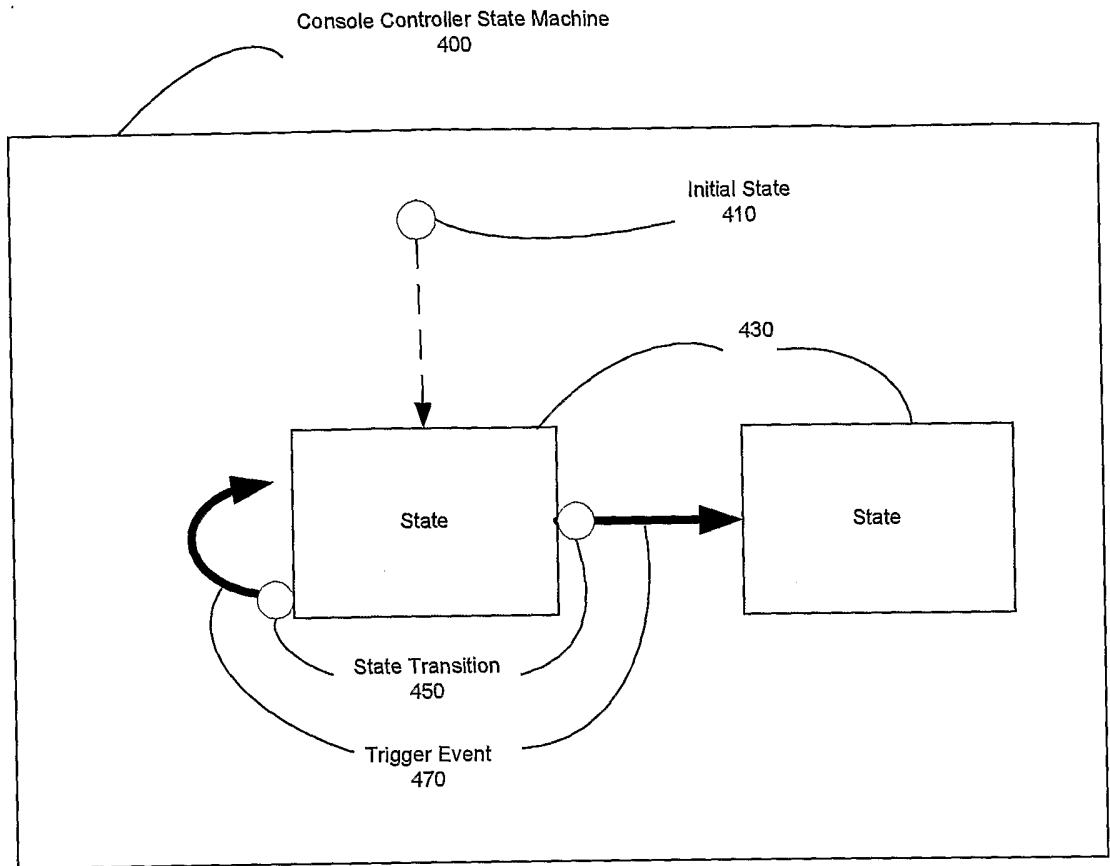 Console Controller State Machine
400
Initial State
410
430
State
State
State Transition
450
Trigger Event
470